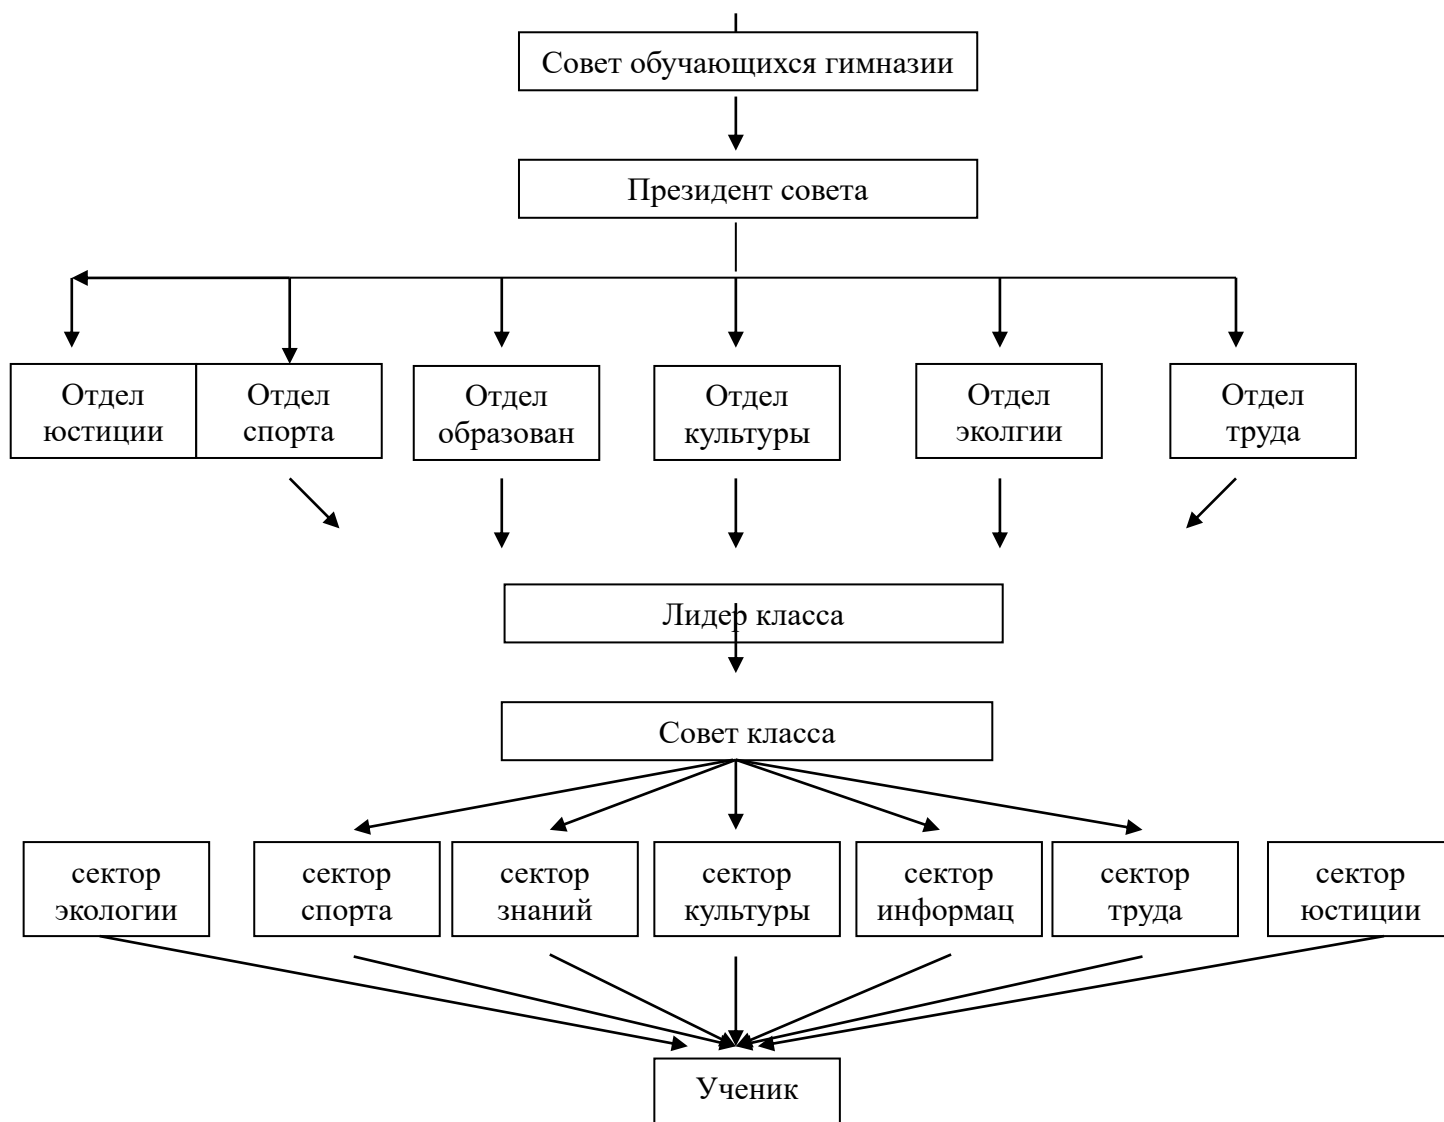 Совет обучающихся гимназии
Президент совета
Отдел
юстиции
Отдел
спорта
Отдел
образован
Отдел
культуры
Отдел
эколгии
Отдел
труда
Лидер класса
Совет класса
сектор
экологии
сектор
спорта
сектор
знаний
сектор
культуры
сектор
информац
сектор
труда
сектор
юстиции
Ученик